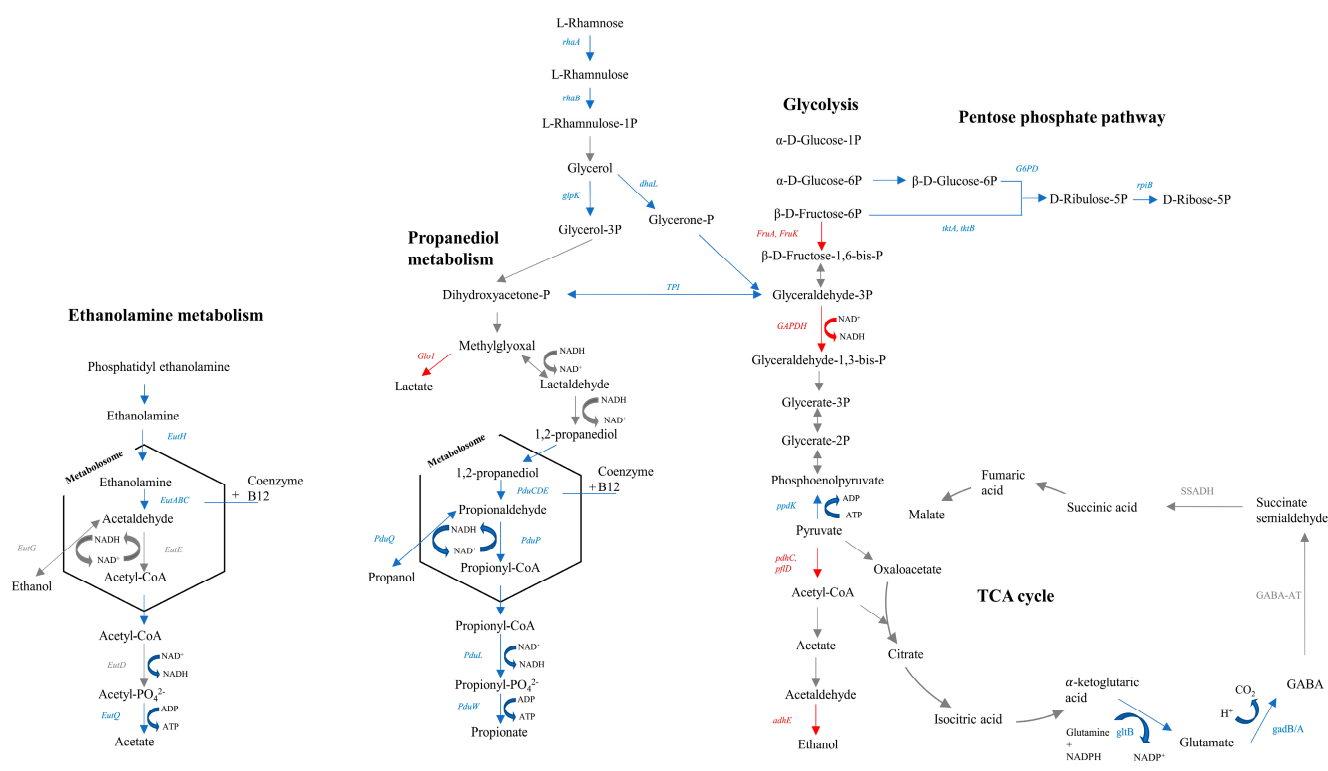 Ethanolamine metabolism
Phosphatidyl ethanolamine
Ethanolamine
EutH
Metabolosome
Ethanolamine
EutABC
Coenzyme
+ B12
Acetaldehyde
NADH
NAD⁺
EutG
EutE
Ethanol
Acetyl-CoA
Acetyl-CoA
EutD
NAD⁺
NADH
Acetyl-PO₄²⁻
EutQ
ADP
ATP
Acetate
L-Rhamnose
rhaA
L-Rhamnulose
rhaB
L-Rhamnulose-1P
Glycerol
gipK
dhaL
Glycerol-3P
Glycerone-P
Propanediol
metabolism
Dihydroxyacetone-P
TPI
Methylglyoxal
Glo1
Lactate
NADH
NAD⁺
Lactaldehyde
NADH
NAD⁺
1,2-propanediol
Metabolosome
1,2-propanediol
PduCDE
Coenzyme
+ B12
Propionaldehyde
NADH
NAD⁺
PduQ
PduP
Propanol
Propionyl-CoA
Propionyl-CoA
PduL
NAD⁺
NADH
Propionyl-PO₄²⁻
PduW
ADP
ATP
Propionate
Glycolysis
α-D-Glucose-1P
α-D-Glucose-6P
β-D-Fructose-6P
FruA, FruK
β-D-Fructose-1,6-bis-P
Glyceraldehyde-3P
GAPDH
NAD⁺
NADH
Glyceraldehyde-1,3-bis-P
Glycerate-3P
Glycerate-2P
Phosphoenolpyruvate
ppdK
ADP
ATP
Pyruvate
pdhC,
pflD
Acetyl-CoA
Acetate
Acetaldehyde
adhE
Ethanol
Pentose phosphate pathway
β-D-Glucose-6P
G6PD
D-Ribulose-5P
rpiB
D-Ribose-5P
tktA, tktB
TCA cycle
Oxaloacetate
Citrate
Isocitric acid
α-ketoglutaric
acid
Glutamine
+
NADPH
gltB
NADP⁺
Glutamate
H⁺
CO₂
gadB/A
GABA
GABA-AT
Succinate
semialdehyde
SSADH
Succinic acid
Fumaric
acid
Malate